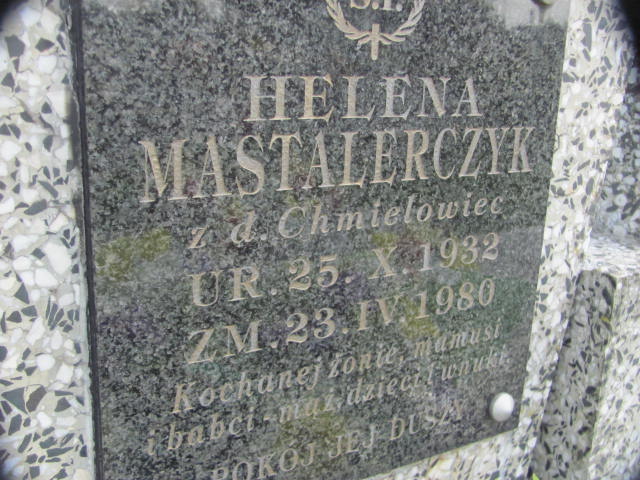 Ś.P.
HELENA
MASTALERCZYK
z d. Chmielowiec
UR. 25. X. 1932
ZM. 23. IV. 1980
Kochanej żonie, mamusi
i babci - mąż, dzieci i wnuki
POKÓJ JEJ DUSZY